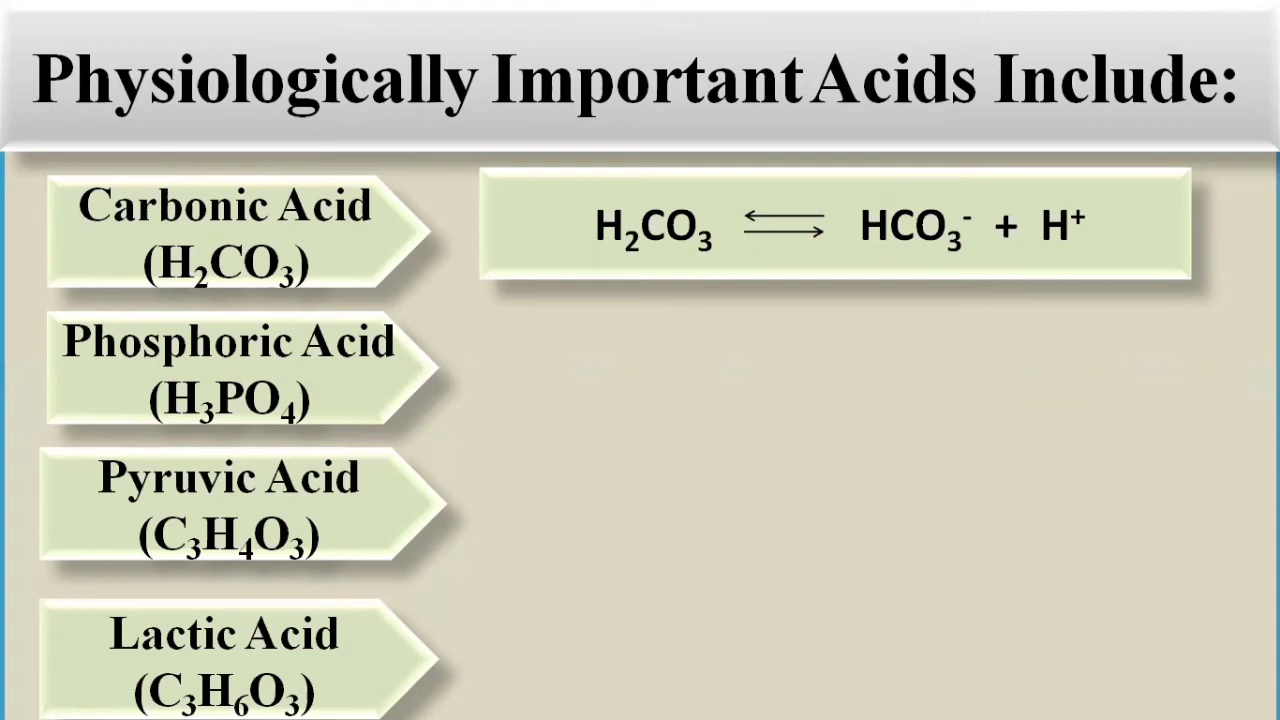 Physiologically Important Acids Include:
Carbonic Acid
(H₂CO₃)
H₂CO₃ ⇌ HCO₃⁻ + H⁺
Phosphoric Acid
(H₃PO₄)
Pyruvic Acid
(C₃H₄O₃)
Lactic Acid
(C₃H₆O₃)